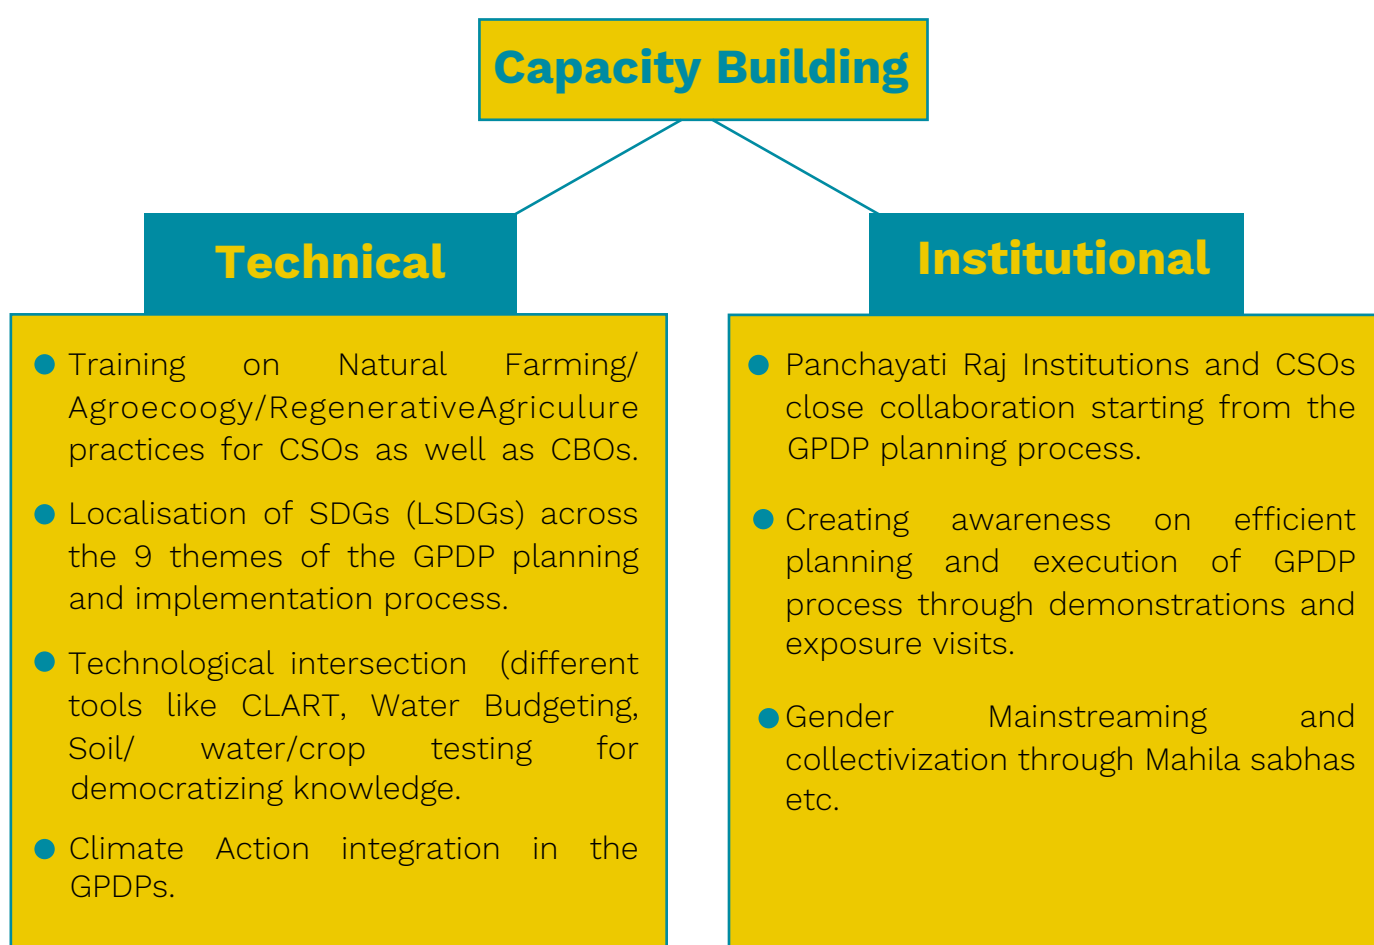 Capacity Building
Technical
Training on Natural Farming/
Agroecoogy/RegenerativeAgriculure
practices for CSOs as well as CBOs.
Localisation of SDGs (LSDGs) across
the 9 themes of the GPDP planning
and implementation process.
Technological intersection (different
tools like CLART, Water Budgeting,
Soil/ water/crop testing for
democratizing knowledge.
Climate Action integration in the
GPDPs.
Institutional
Panchayati Raj Institutions and CSOs
close collaboration starting from the
GPDP planning process.
Creating awareness on efficient
planning and execution of GPDP
process through demonstrations and
exposure visits.
Gender Mainstreaming and
collectivization through Mahila sabhas
etc.